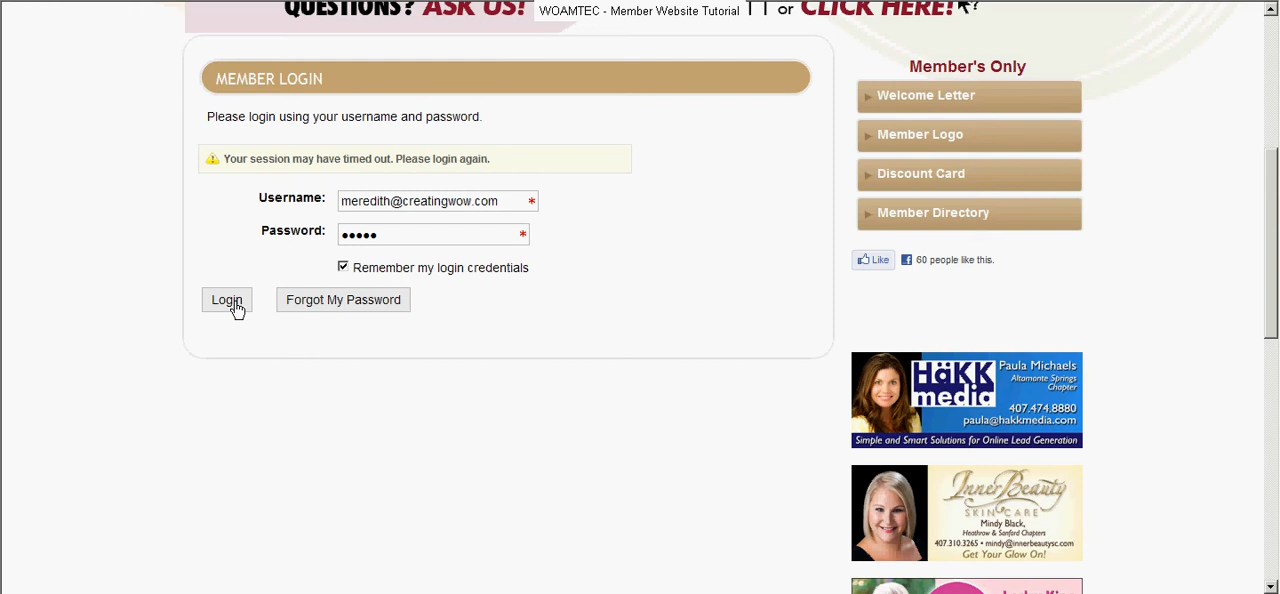 QUESTIONS? ASK US!
WOAMTEC - Member Website Tutorial
or CLICK HERE!
MEMBER LOGIN
Please login using your username and password.
Your session may have timed out. Please login again.
Username: meredith@creatingwow.com *
Password: ●●●●● *
Remember my login credentials
Login
Forgot My Password
Member's Only
Welcome Letter
Member Logo
Discount Card
Member Directory
Like
60 people like this.
HäKK
media
Paula Michaels
Altamonte Springs
Chapter
407.474.8880
paula@hakkmedia.com
Simple and Smart Solutions for Online Lead Generation
Inner Beauty
SKIN CARE
Mindy Black,
Heathrow & Sanford Chapters
407.310.3265 • mindy@innerbeautysc.com
Get Your Glow On!